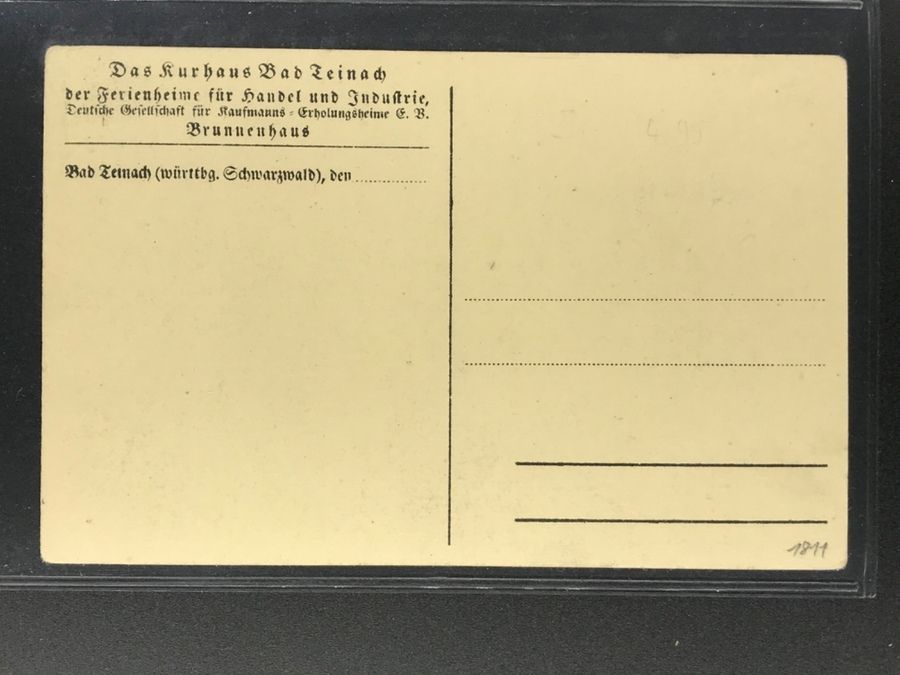 Das Kurhaus Bad Teinach
der Ferienheime für Handel und Industrie,
Deutsche Gesellschaft für Kaufmanns-Erholungsheime E. V.
Brunnenhaus
Bad Teinach (württbg. Schwarzwald), den
1811